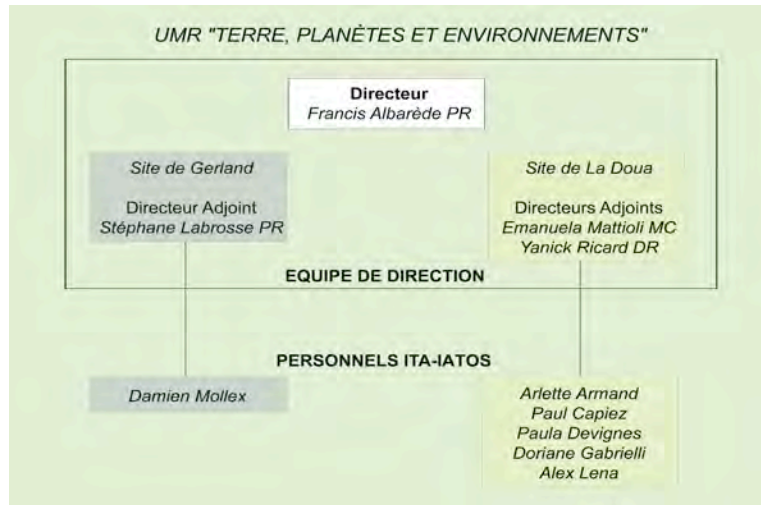 UMR "TERRE, PLANÈTES ET ENVIRONNEMENTS"
Directeur
Francis Albarède PR
Site de Gerland
Directeur Adjoint
Stéphane Labrosse PR
Site de La Doua
Directeurs Adjoints
Emanuela Mattioli MC
Yanick Ricard DR
EQUIPE DE DIRECTION
PERSONNELS ITA-IATOS
Damien Mollex
Arlette Armand
Paul Capiez
Paula Devignes
Doriane Gabrielli
Alex Lena